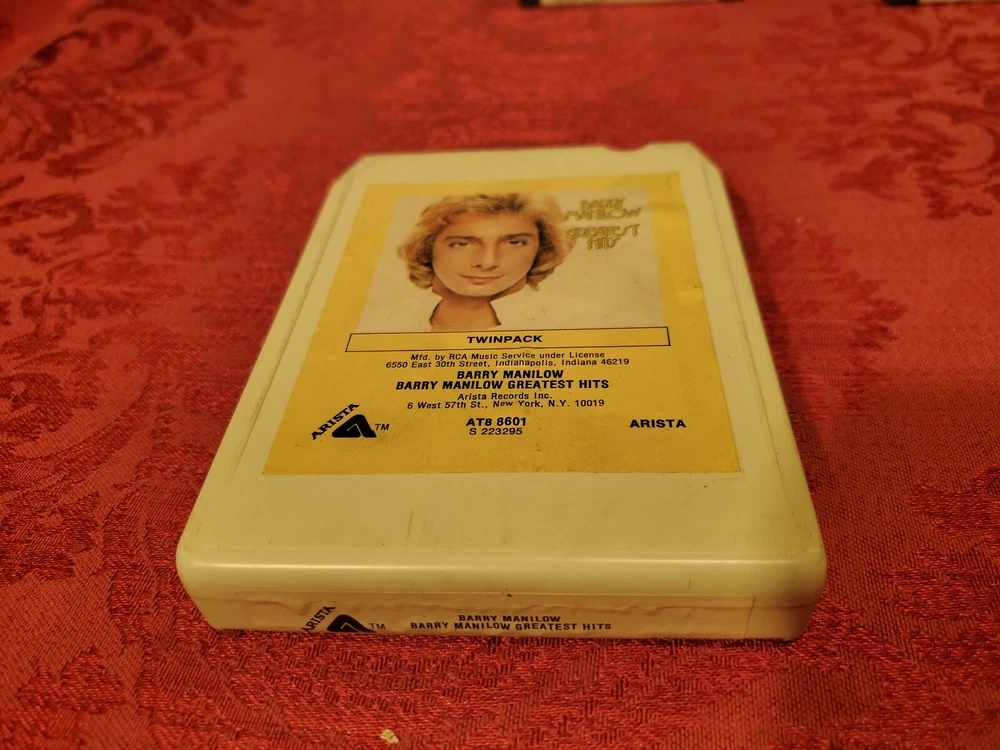 BARRY
MANILOW
GREATEST
HITS
TWINPACK
Mfd. by RCA Music Service under License
6550 East 30th Street, Indianapolis, Indiana 46219
BARRY MANILOW
BARRY MANILOW GREATEST HITS
Arista Records Inc.
6 West 57th St., New York, N.Y. 10019
ARISTA TM
AT8 8601
S 223295
ARISTA
ARISTA TM
BARRY MANILOW
BARRY MANILOW GREATEST HITS